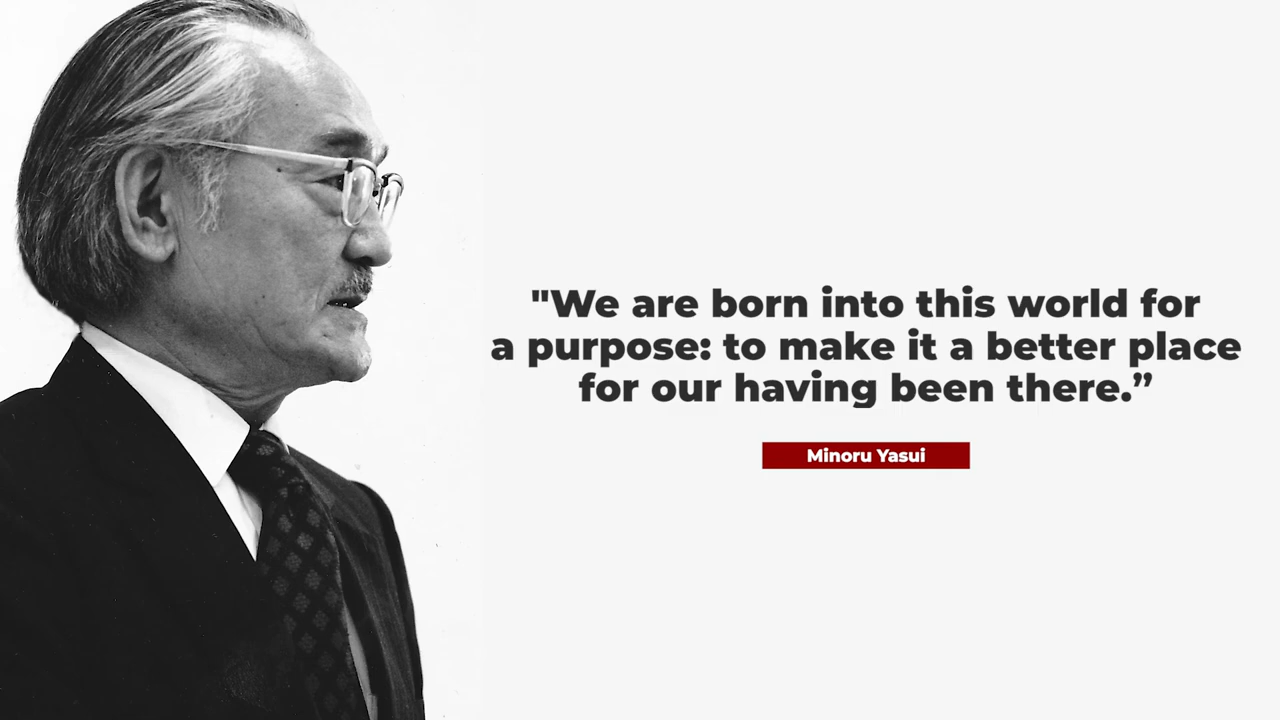 "We are born into this world for
a purpose: to make it a better place
for our having been there.”
Minoru Yasui